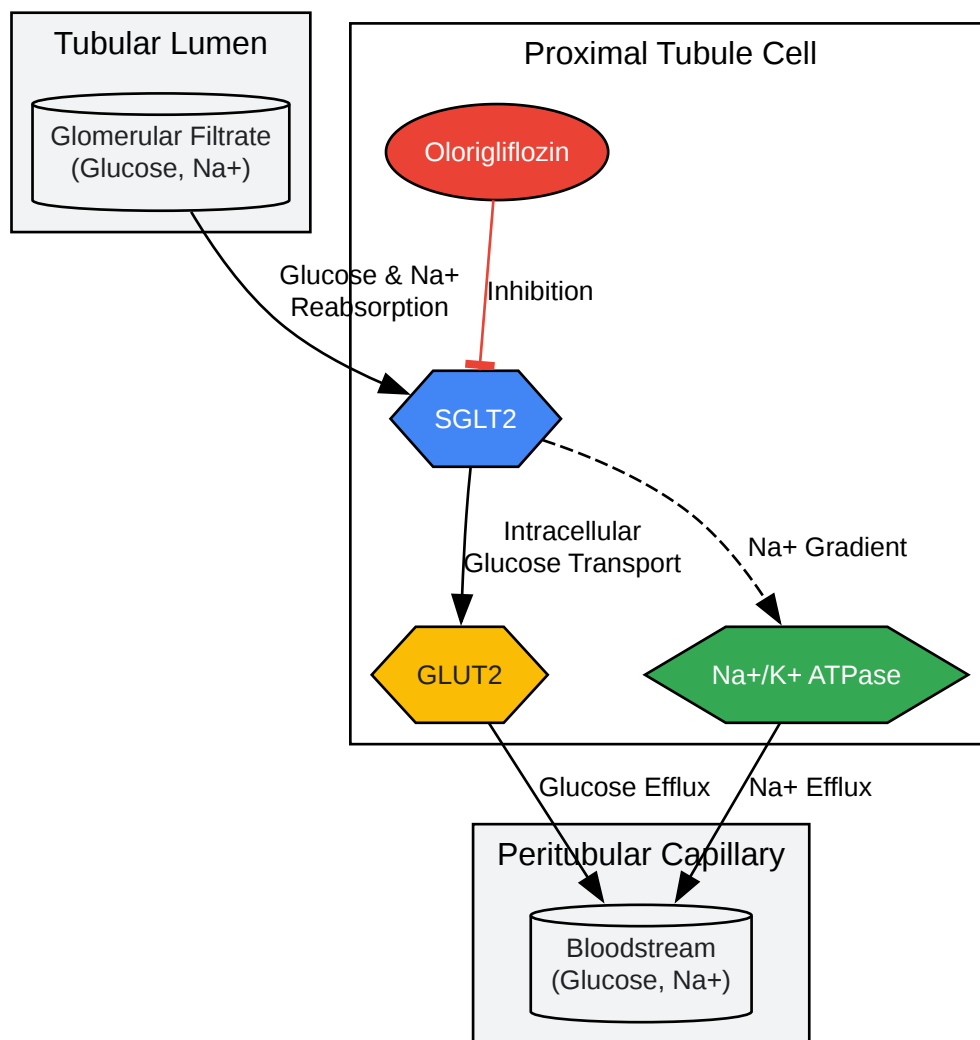 Tubular Lumen
Glomerular Filtrate
(Glucose, Na+)
Proximal Tubule Cell
Olorigliflozin
Glucose & Na+
Reabsorption
Inhibition
SGLT2
Intracellular
Glucose Transport
Na+ Gradient
GLUT2
Na+/K+ ATPase
Glucose Efflux
Na+ Efflux
Peritubular Capillary
Bloodstream
(Glucose, Na+)